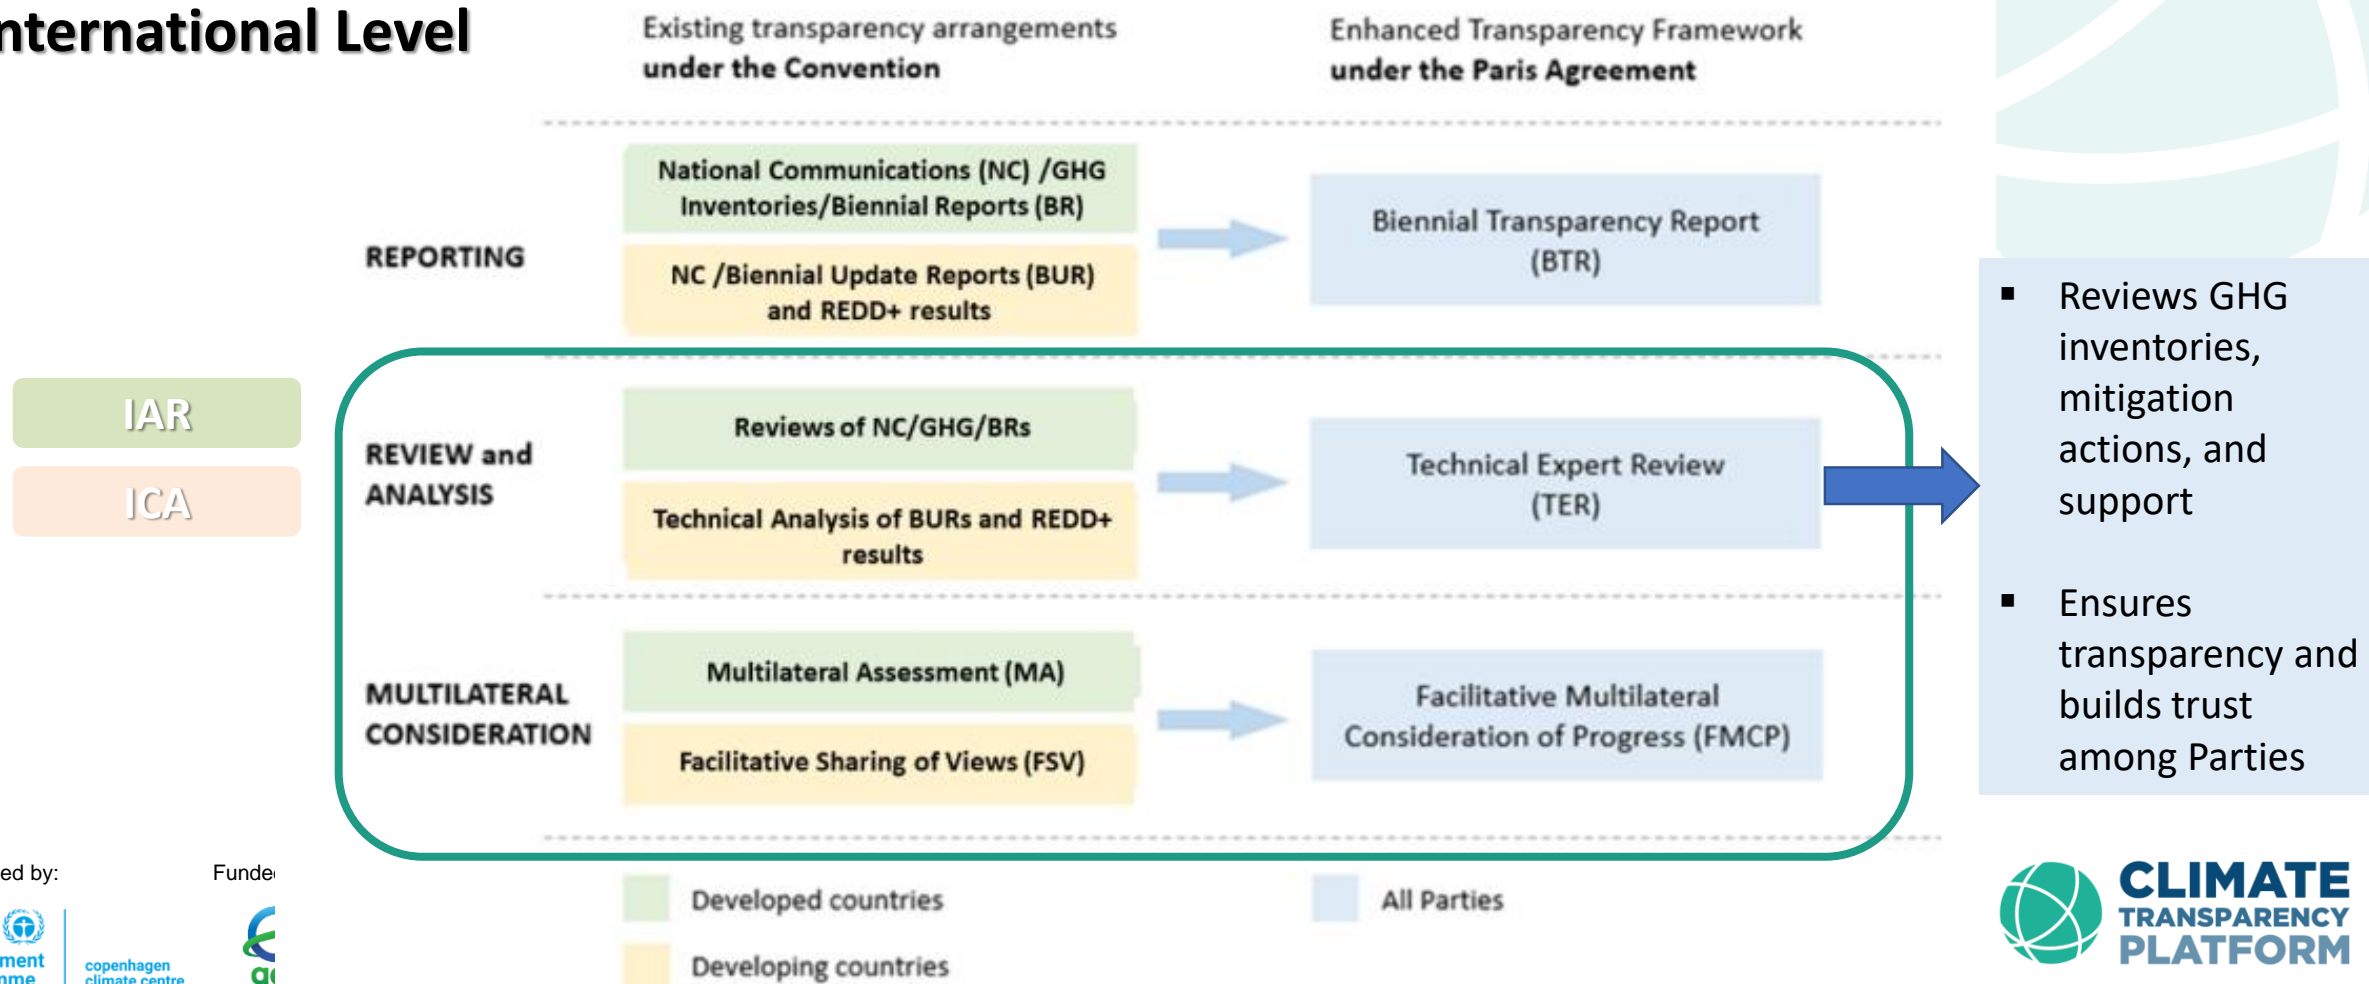 nternational Level
Existing transparency arrangements
under the Convention
Enhanced Transparency Framework
under the Paris Agreement
REPORTING
National Communications (NC) /GHG
Inventories/Biennial Reports (BR)
NC /Biennial Update Reports (BUR)
and REDD+ results
Biennial Transparency Report
(BTR)
IAR
ICA
REVIEW and
ANALYSIS
Reviews of NC/GHG/BRs
Technical Analysis of BURs and REDD+
results
Technical Expert Review
(TER)
MULTILATERAL
CONSIDERATION
Multilateral Assessment (MA)
Facilitative Sharing of Views (FSV)
Facilitative Multilateral
Consideration of Progress (FMCP)
▪ Reviews GHG
inventories,
mitigation
actions, and
support
▪ Ensures
transparency and
builds trust
among Parties
Developed countries
Developing countries
All Parties
ed by:
Funde
ment
mme
copenhagen
climate centre
CLIMATE
TRANSPARENCY
PLATFORM